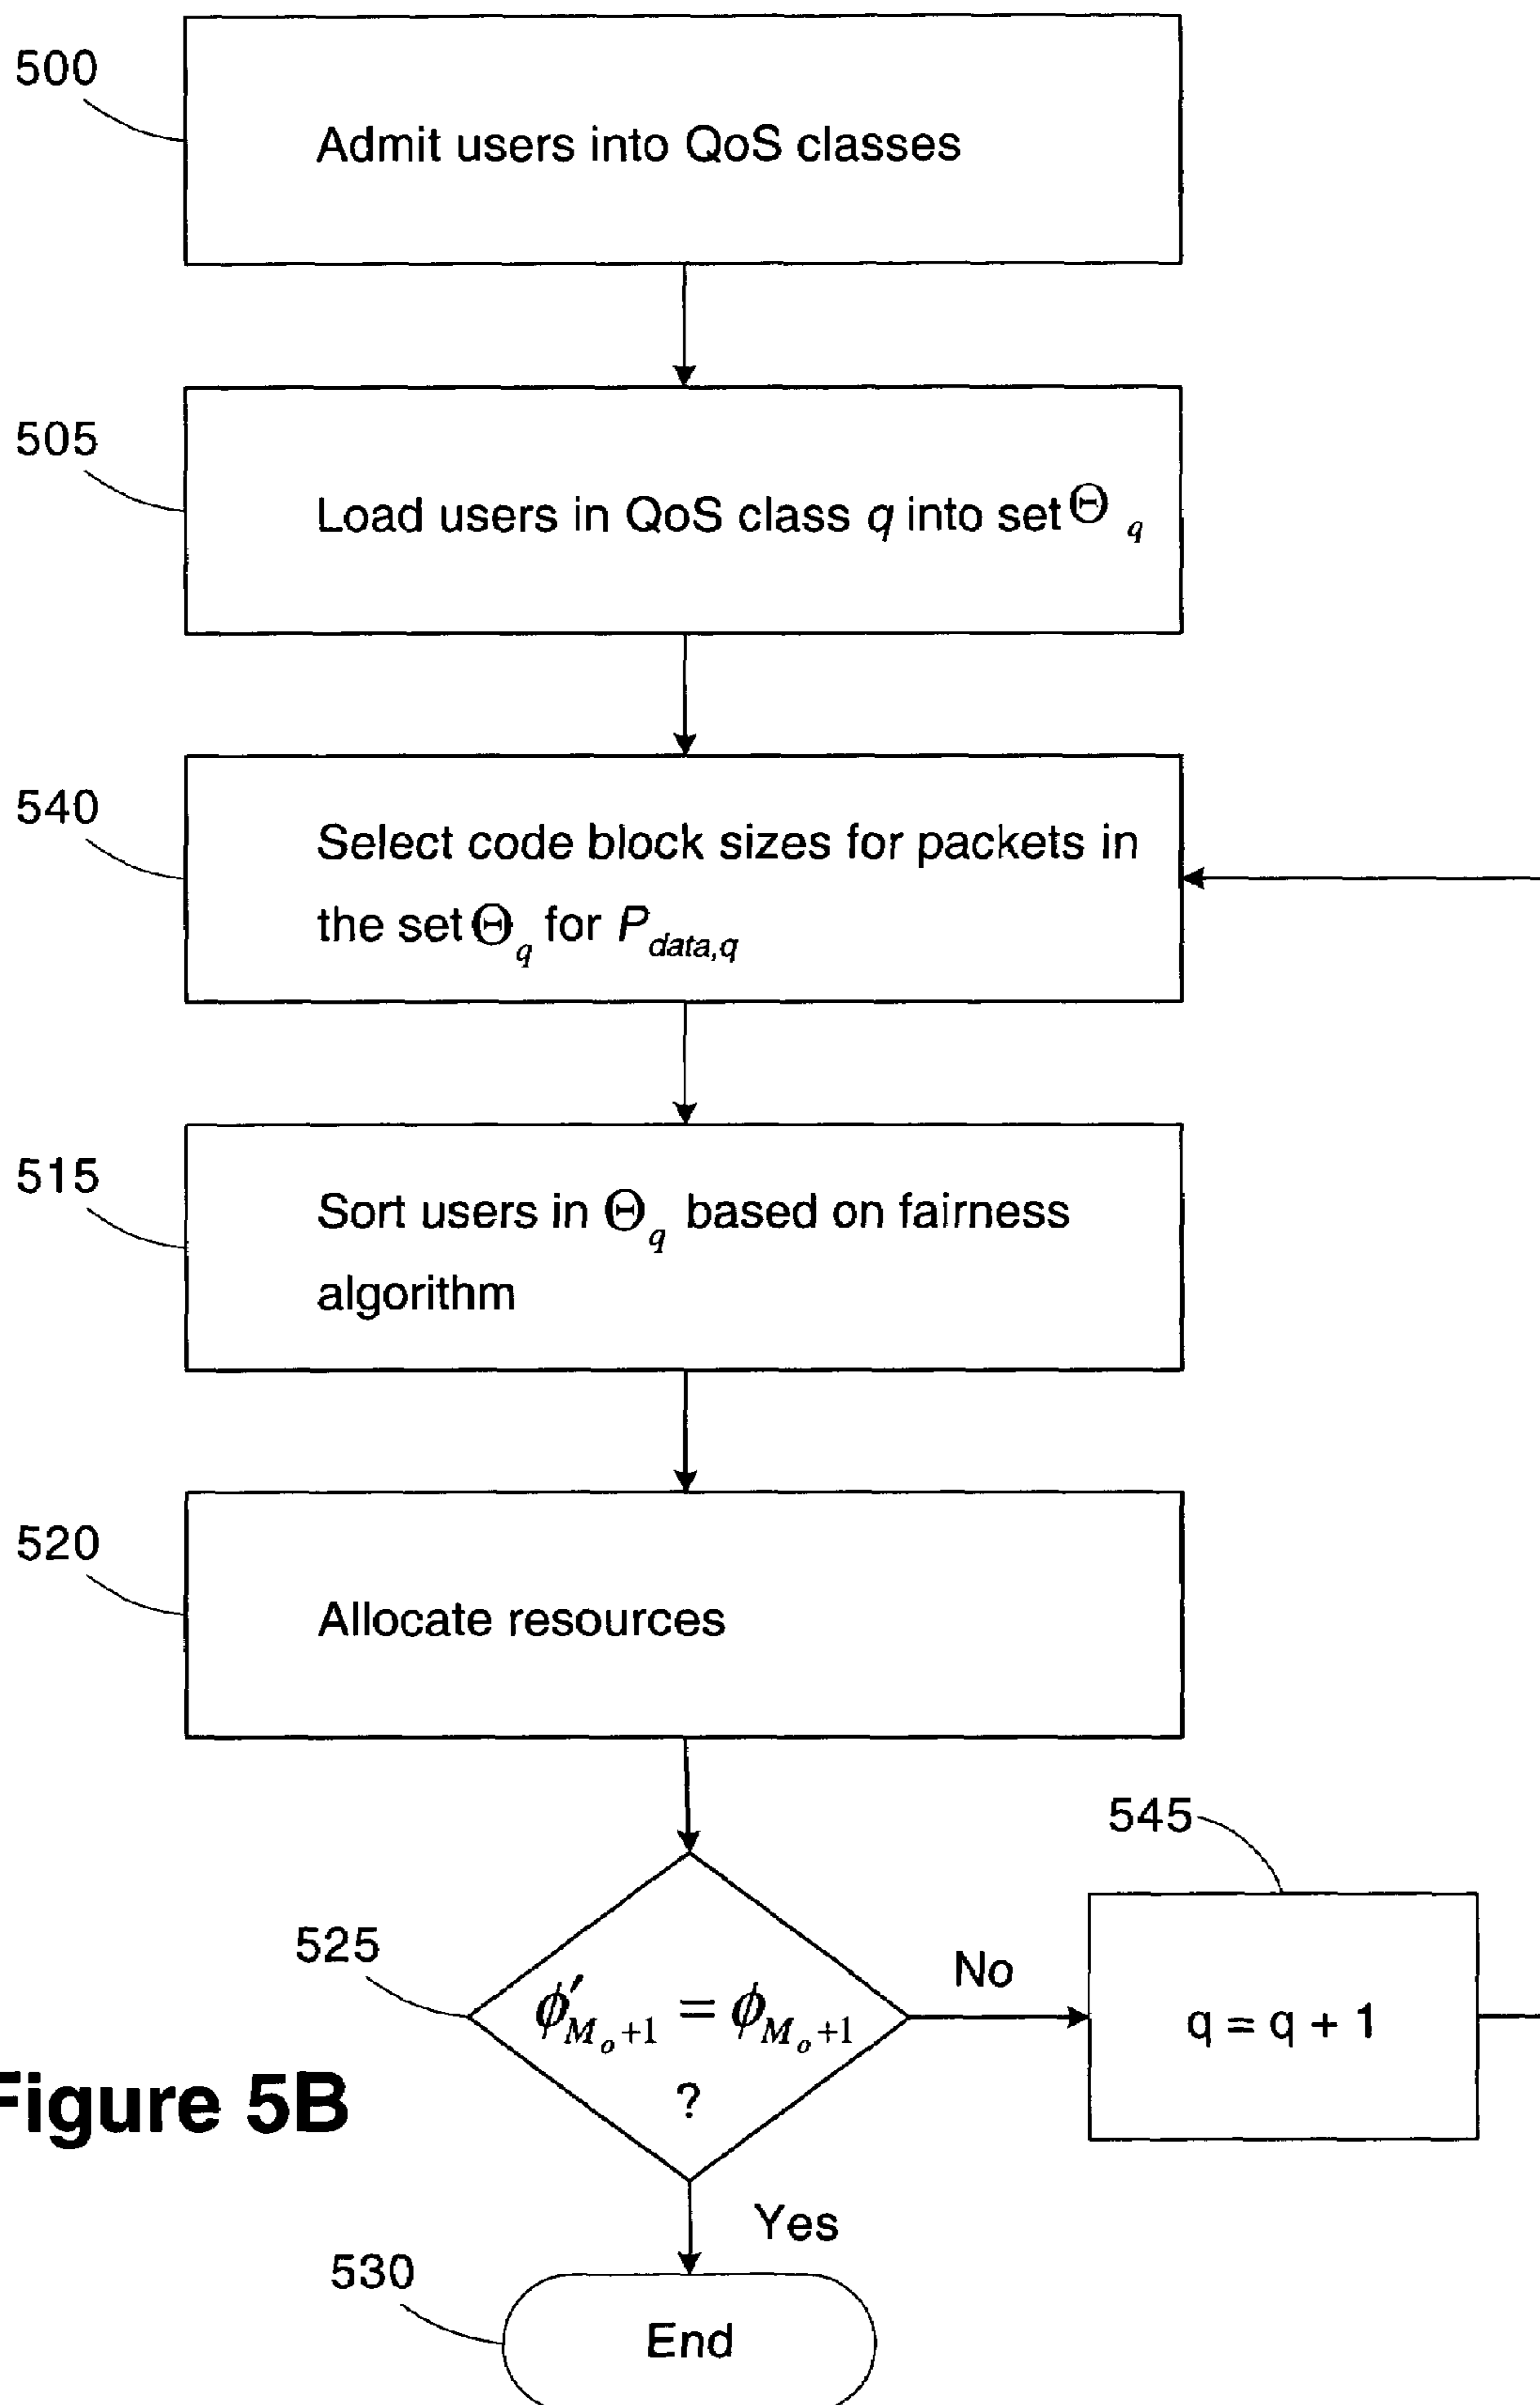 500
Admit users into QoS classes
505
Load users in QoS class q into set Θ_q
540
Select code block sizes for packets in
the set Θ_q for P_{data,q}
515
Sort users in Θ_q based on fairness
algorithm
520
Allocate resources
545
525
No
ϕ′_{M_o+1} = ϕ_{M_o+1}
?
q = q + 1
Figure 5B
Yes
530
End